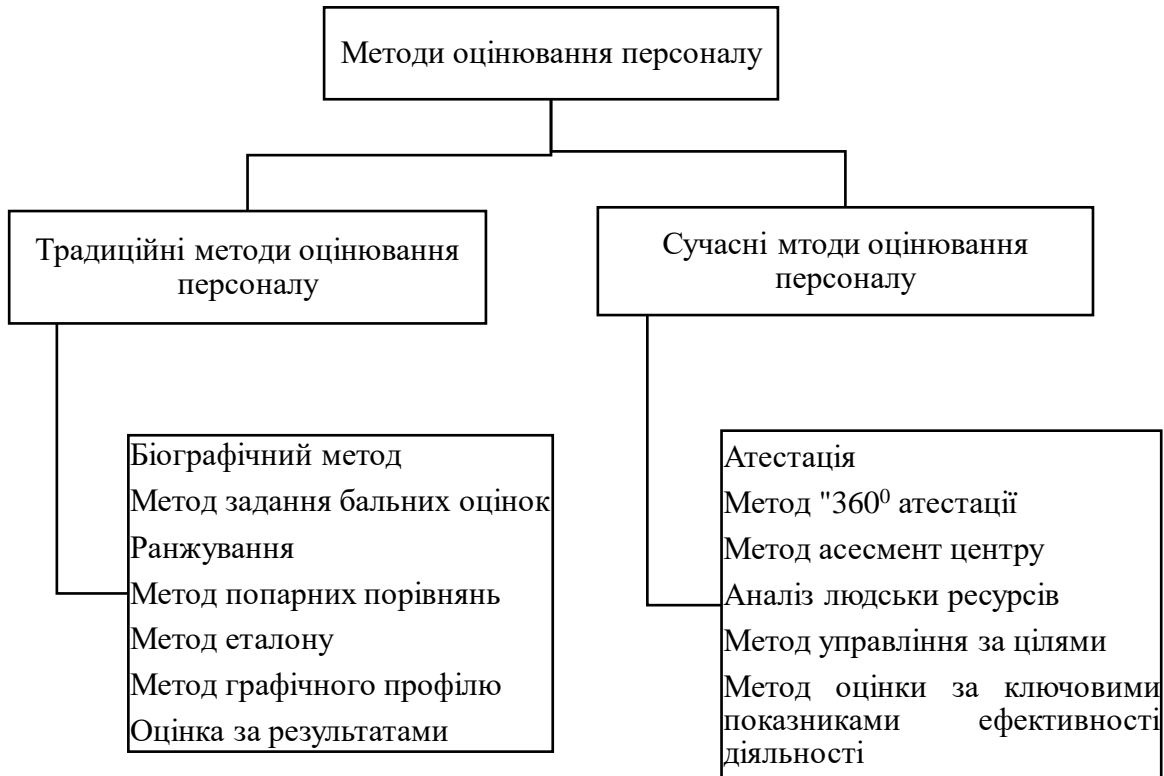 Методи оцінювання персоналу
Традиційні методи оцінювання
персоналу
Сучасні мтоди оцінювання
персоналу
Біографічний метод
Метод задання бальних оцінок
Ранжування
Метод попарних порівнянь
Метод еталону
Метод графічного профілю
Оцінка за результатами
Атестація
Метод "360⁰ атестації
Метод асесмент центру
Аналіз людськи ресурсів
Метод управління за цілями
Метод оцінки за ключовими
показниками ефективності
діяльності